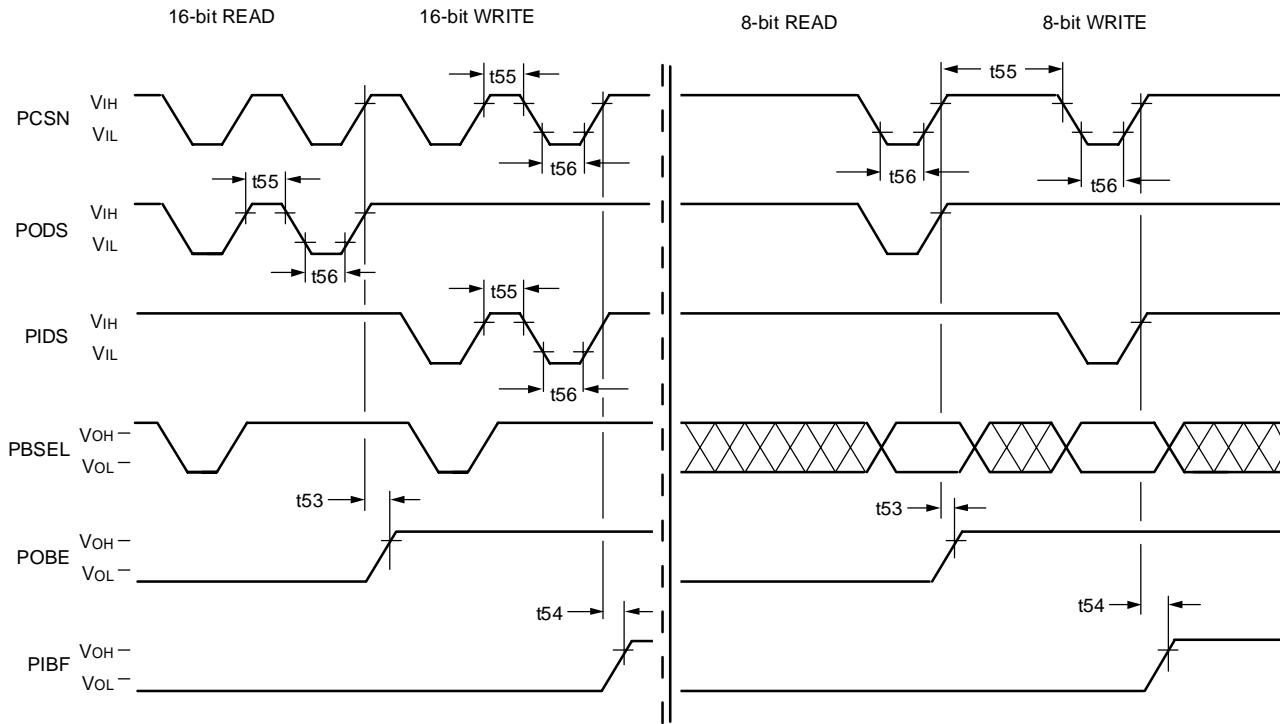 16-bit READ
16-bit WRITE
8-bit READ
8-bit WRITE
t55
t55
PCSN
VIH
VIL
t56
t56
t56
t55
PODS
VIH
VIL
t56
t55
PIDS
VIH
VIL
t56
PBSEL
VOH
VOL
t53
t53
POBE
VOH
VOL
t54
t54
PIBF
VOH
VOL